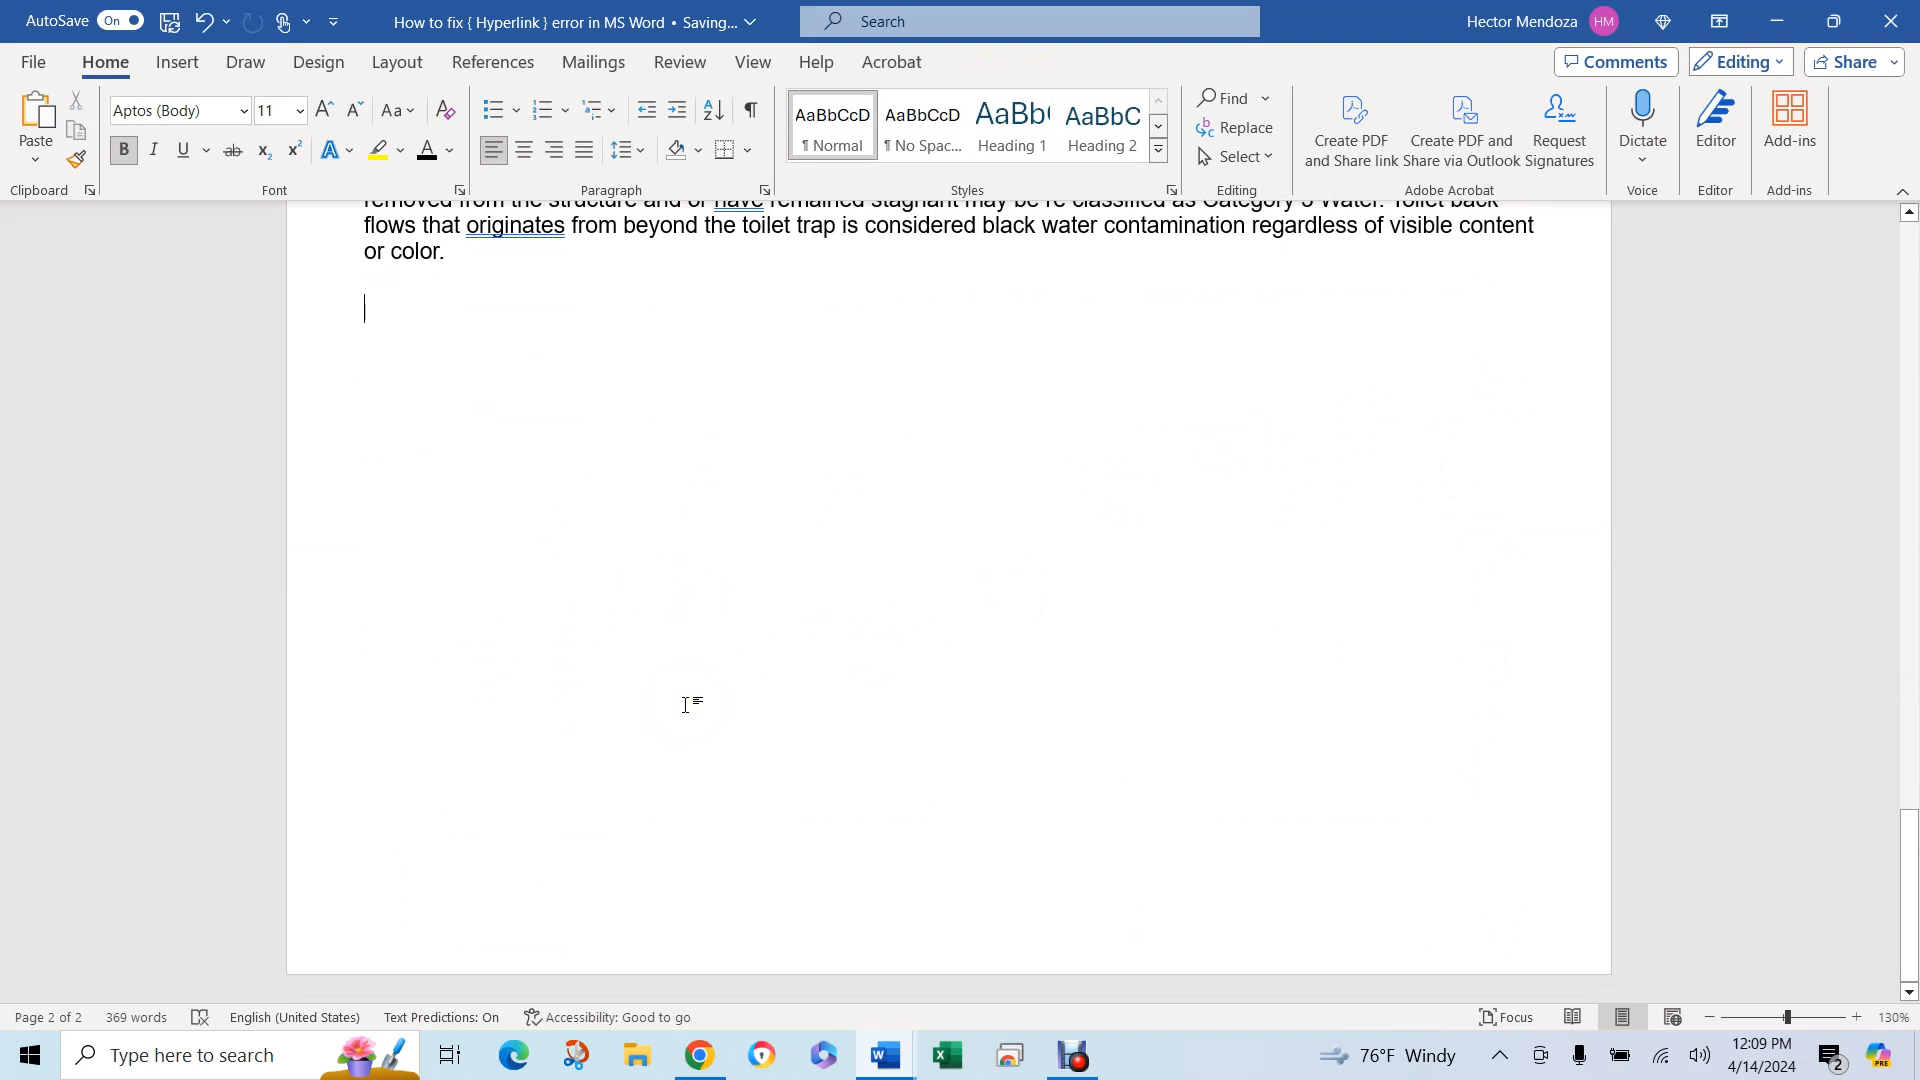 AutoSave On How to fix { Hyperlink } error in MS Word • Saving... Search Hector Mendoza HM
File Home Insert Draw Design Layout References Mailings Review View Help Acrobat Comments Editing Share
Aptos (Body) 11 Aa AaBbCcD AaBbCcD AaBb( AaBbC Find
Paste ¶ Normal ¶ No Spac... Heading 1 Heading 2 Replace
Select
Create PDF and Share link Create PDF and Share via Outlook Request Signatures Dictate Editor Add-ins
Clipboard Font Paragraph Styles Editing Adobe Acrobat Voice Editor Add-ins
removed from the structure and or have remained stagnant may be re classified as Category 3 Water. Toilet back
flows that originates from beyond the toilet trap is considered black water contamination regardless of visible content
or color.
Page 2 of 2 369 words English (United States) Text Predictions: On Accessibility: Good to go Focus 130%
Type here to search 76°F Windy 12:09 PM
4/14/2024 2